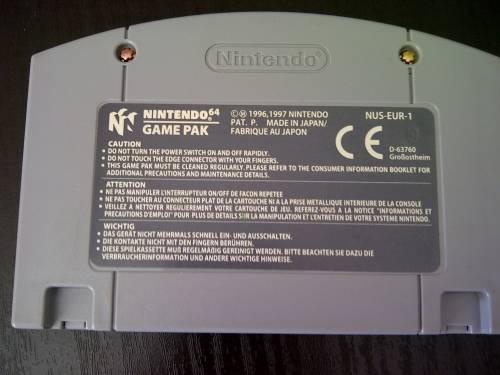 Nintendo
NINTENDO64
GAME PAK
©Ⓜ 1996,1997 NINTENDO
PAT. P. MADE IN JAPAN/
FABRIQUE AU JAPON
NUS-EUR-1
CE
D-63760
Großostheim
CAUTION
• DO NOT TURN THE POWER SWITCH ON AND OFF RAPIDLY.
• DO NOT TOUCH THE EDGE CONNECTOR WITH YOUR FINGERS.
• THIS GAME PAK MUST BE CLEANED REGULARLY PLEASE REFER TO THE CONSUMER INFORMATION BOOKLET FOR
ADDITIONAL PRECAUTIONS AND MAINTENANCE DETAILS.
ATTENTION
• NE PAS MANIPULER L'INTERRUPTEUR ON/OFF DE FACON REPETEE
• NE PAS TOUCHER AU CONNECTEUR PLAT DE LA CARTOUCHE NI A LA PRISE METALLIQUE INTERIEURE DE LA CONSOLE
• VEILLEZ A NETTOYER REGULIEREMENT VOTRE CARTOUCHE DE JEU. REFEREZ-VOUS À LA NOTICE "INFORMATIONS ET
PRECAUTIONS D'EMPLOI" POUR PLUS DE DETAILS SUR LA MANIPULATION ET L'ENTRETIEN DE VOTRE SYSTÈME NINTENDO.
WICHTIG
• DAS GERÄT NICHT MEHRMALS SCHNELL EIN- UND AUSSCHALTEN.
• DIE KONTAKTE NICHT MIT DEN FINGERN BERÜHREN.
• DIESE SPIELKASSETTE MUß REGELMÄßIG GEREINIGT WERDEN. BITTE BEACHTEN SIE DAZU DIE
VERBRAUCHERINFORMATION UND ANDERE WICHTIGE HINWEISE.